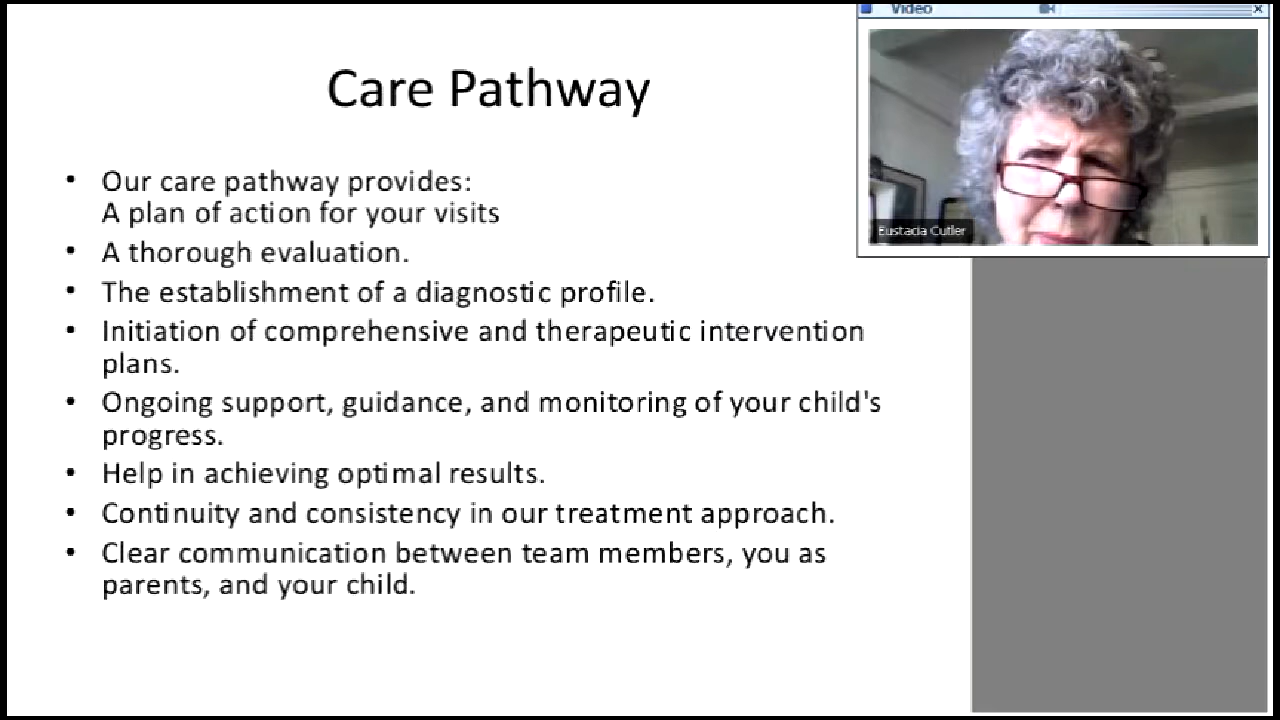 Video
Care Pathway
Eustacia Cutler
• Our care pathway provides:
A plan of action for your visits
• A thorough evaluation.
• The establishment of a diagnostic profile.
• Initiation of comprehensive and therapeutic intervention
plans.
• Ongoing support, guidance, and monitoring of your child's
progress.
• Help in achieving optimal results.
• Continuity and consistency in our treatment approach.
• Clear communication between team members, you as
parents, and your child.